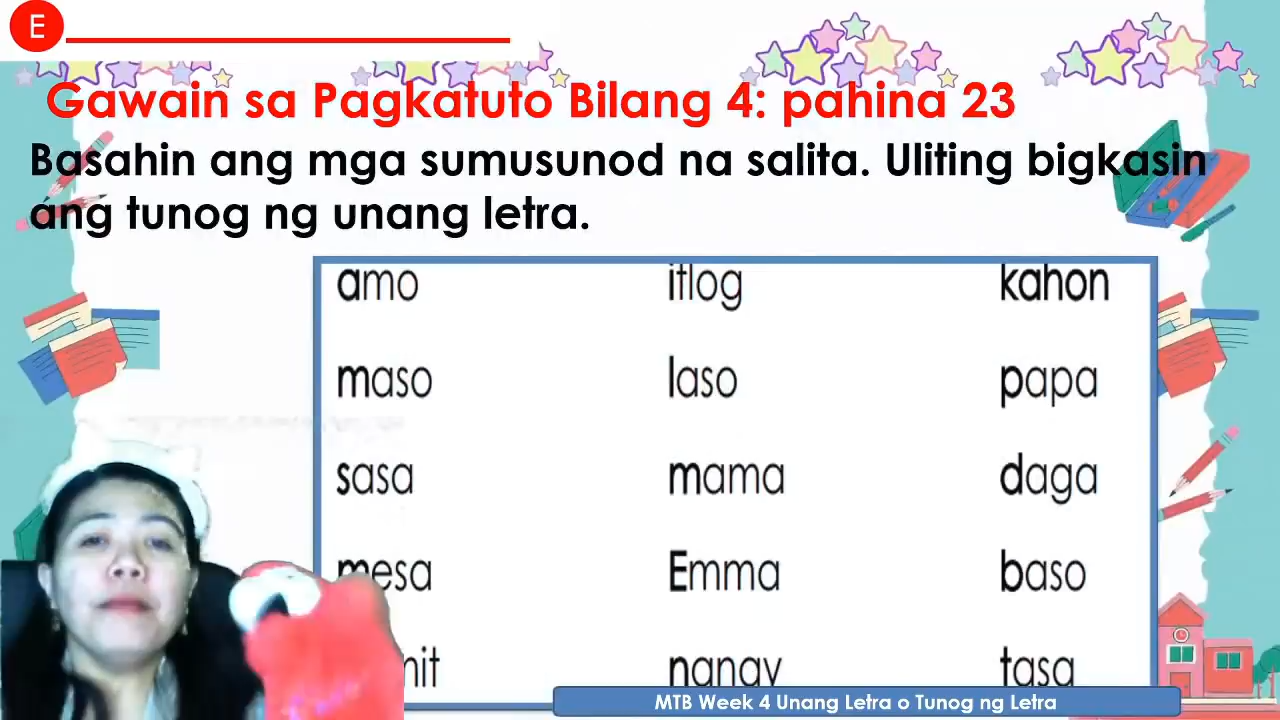 E
Gawain sa Pagkatuto Bilang 4: pahina 23
Basahin ang mga sumusunod na salita. Uliting bigkasin
ang tunog ng unang letra.
amo itlog kahon
maso laso papa
sasa mama daga
mesa Emma baso
nanay tasa
MTB Week 4 Unang Letra o Tunog ng Letra